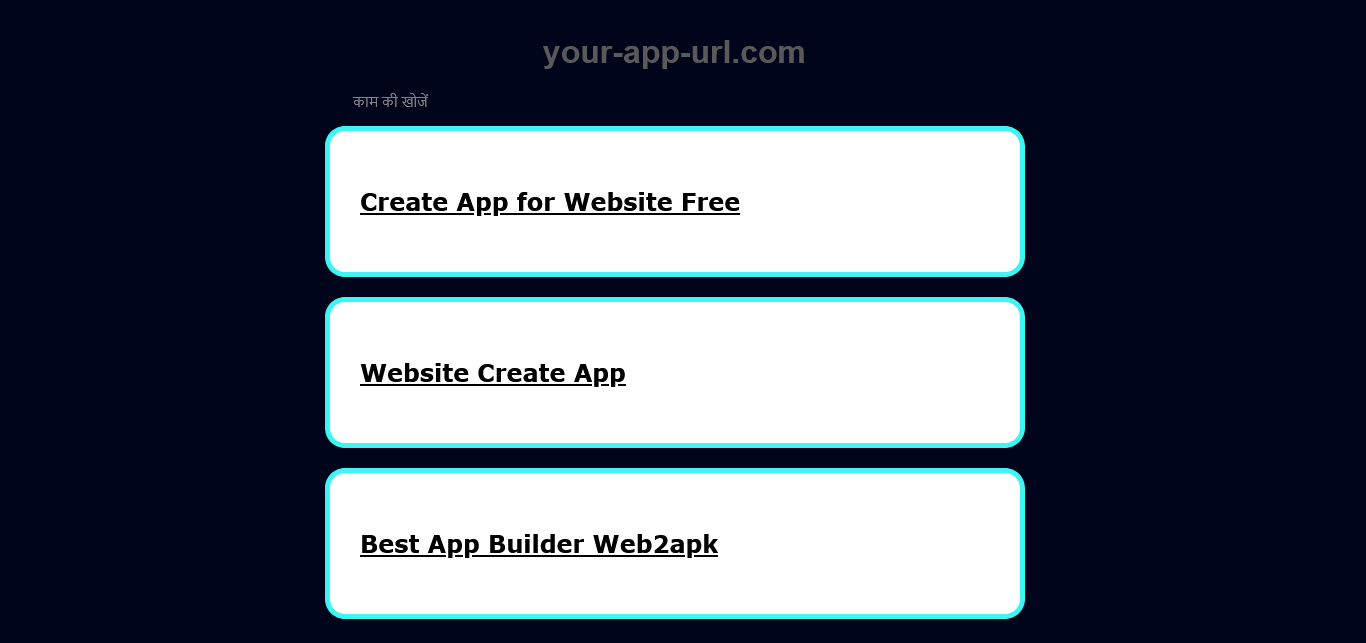 your-app-url.com
काम की खोजें
Create App for Website Free
Website Create App
Best App Builder Web2apk